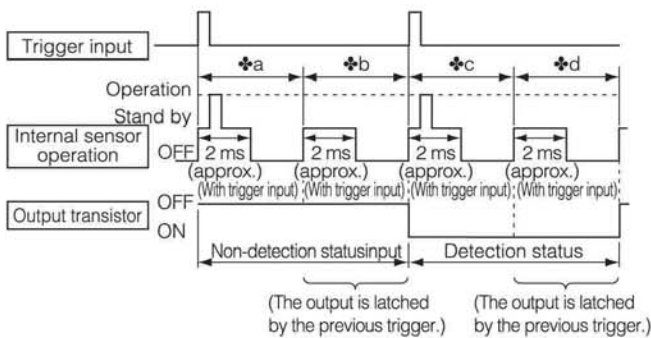 Trigger input
✤a ✤b ✤c ✤d
Operation
Stand by
Internal sensor operation
OFF
2 ms (approx.) (With trigger input)
2 ms (approx.) (With trigger input)
2 ms (approx.) (With trigger input)
2 ms (approx.) (With trigger input)
Output transistor
OFF
ON
Non-detection statusinput
Detection status
(The output is latched
by the previous trigger.)
(The output is latched
by the previous trigger.)